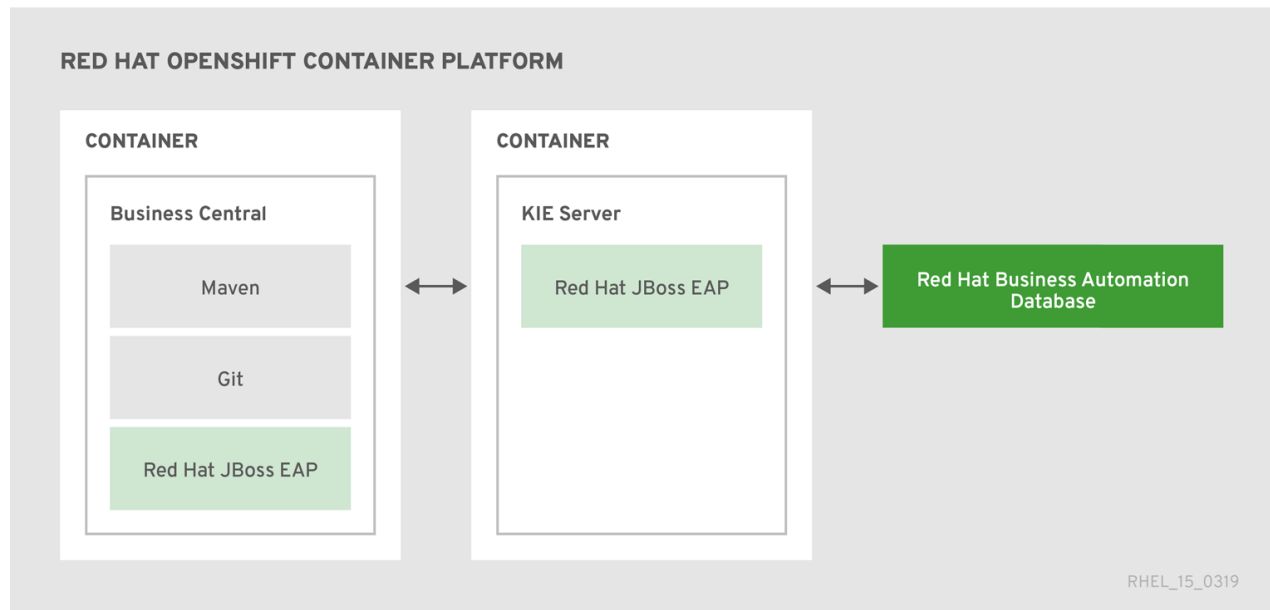 RED HAT OPENSHIFT CONTAINER PLATFORM
CONTAINER
Business Central
Maven
Git
Red Hat JBoss EAP
CONTAINER
KIE Server
Red Hat JBoss EAP
Red Hat Business Automation
Database
RHEL_15_0319